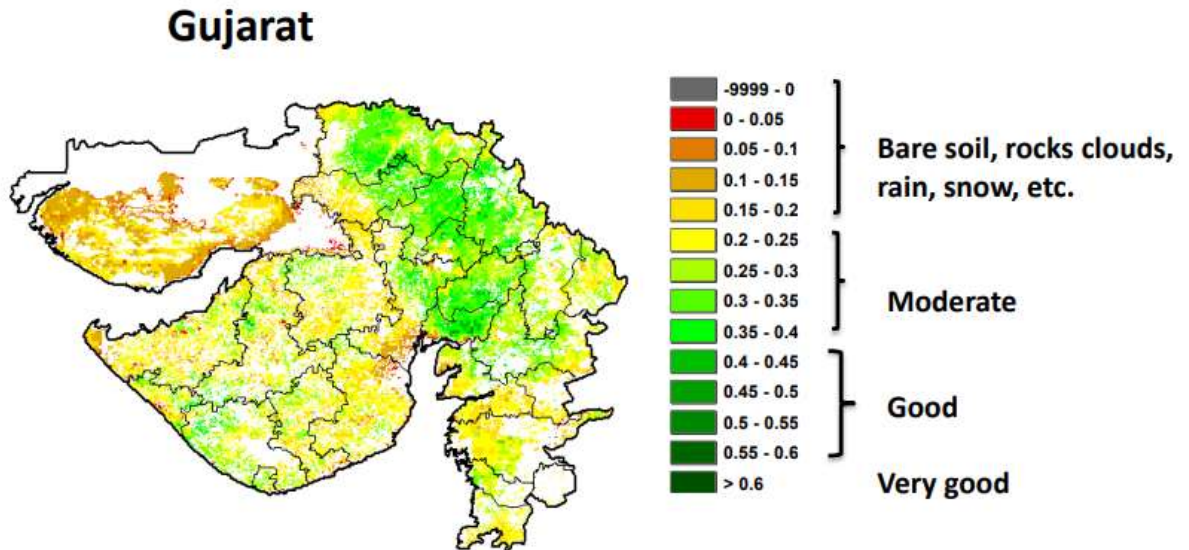 Gujarat
-9999 - 0
0 - 0.05
0.05 - 0.1
0.1 - 0.15
0.15 - 0.2
0.2 - 0.25
0.25 - 0.3
0.3 - 0.35
0.35 - 0.4
0.4 - 0.45
0.45 - 0.5
0.5 - 0.55
0.55 - 0.6
> 0.6
Bare soil, rocks clouds,
rain, snow, etc.
Moderate
Good
Very good